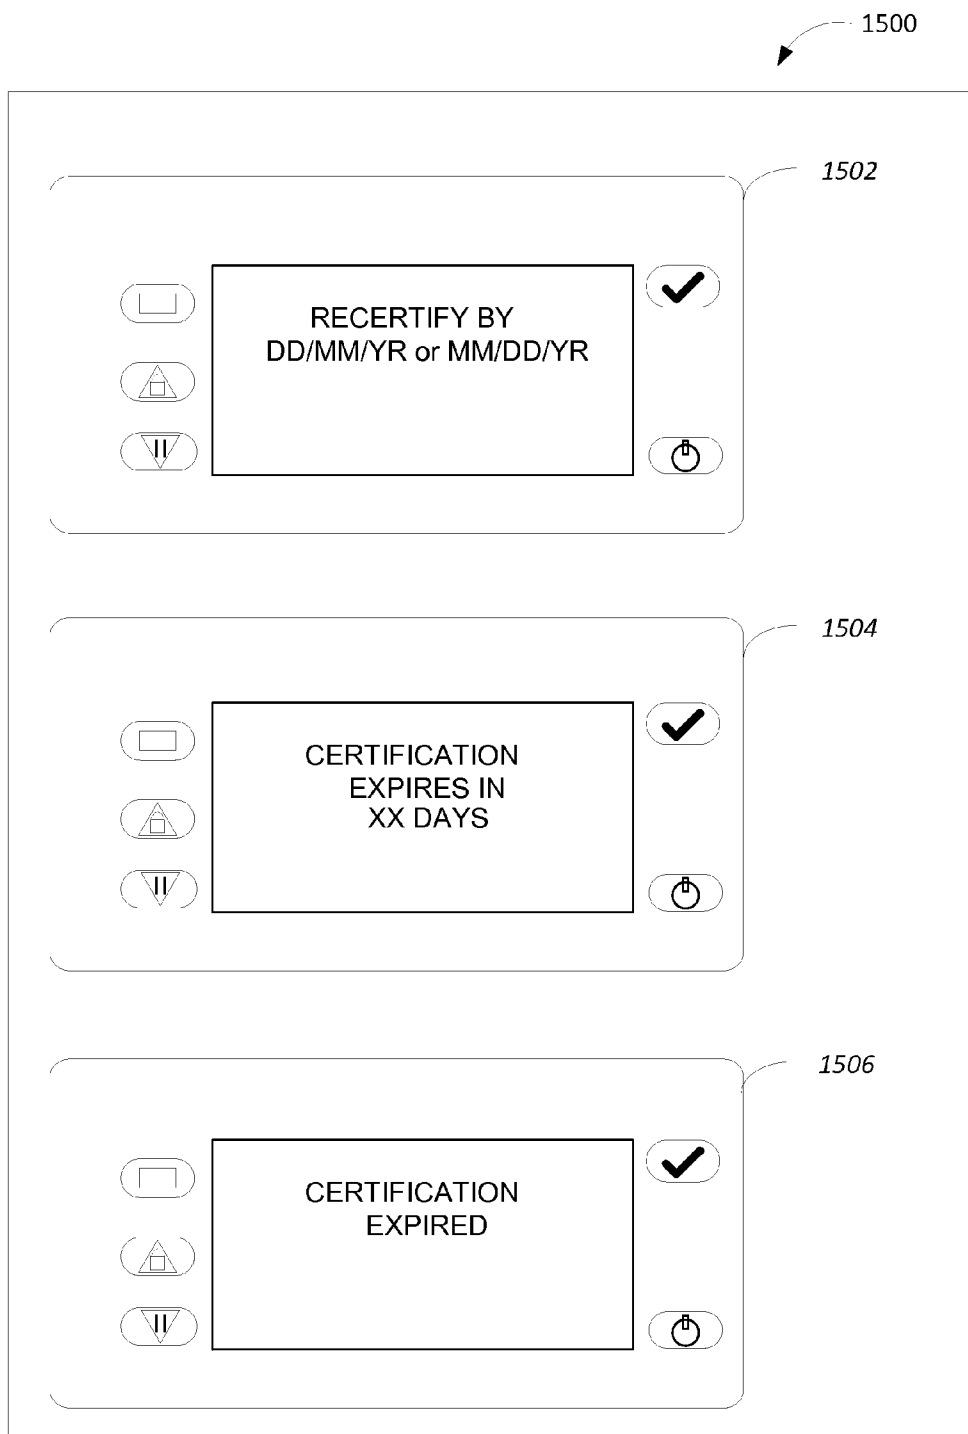 1500
1502
RECERTIFY BY
DD/MM/YR or MM/DD/YR
1504
CERTIFICATION
EXPIRES IN
XX DAYS
1506
CERTIFICATION
EXPIRED